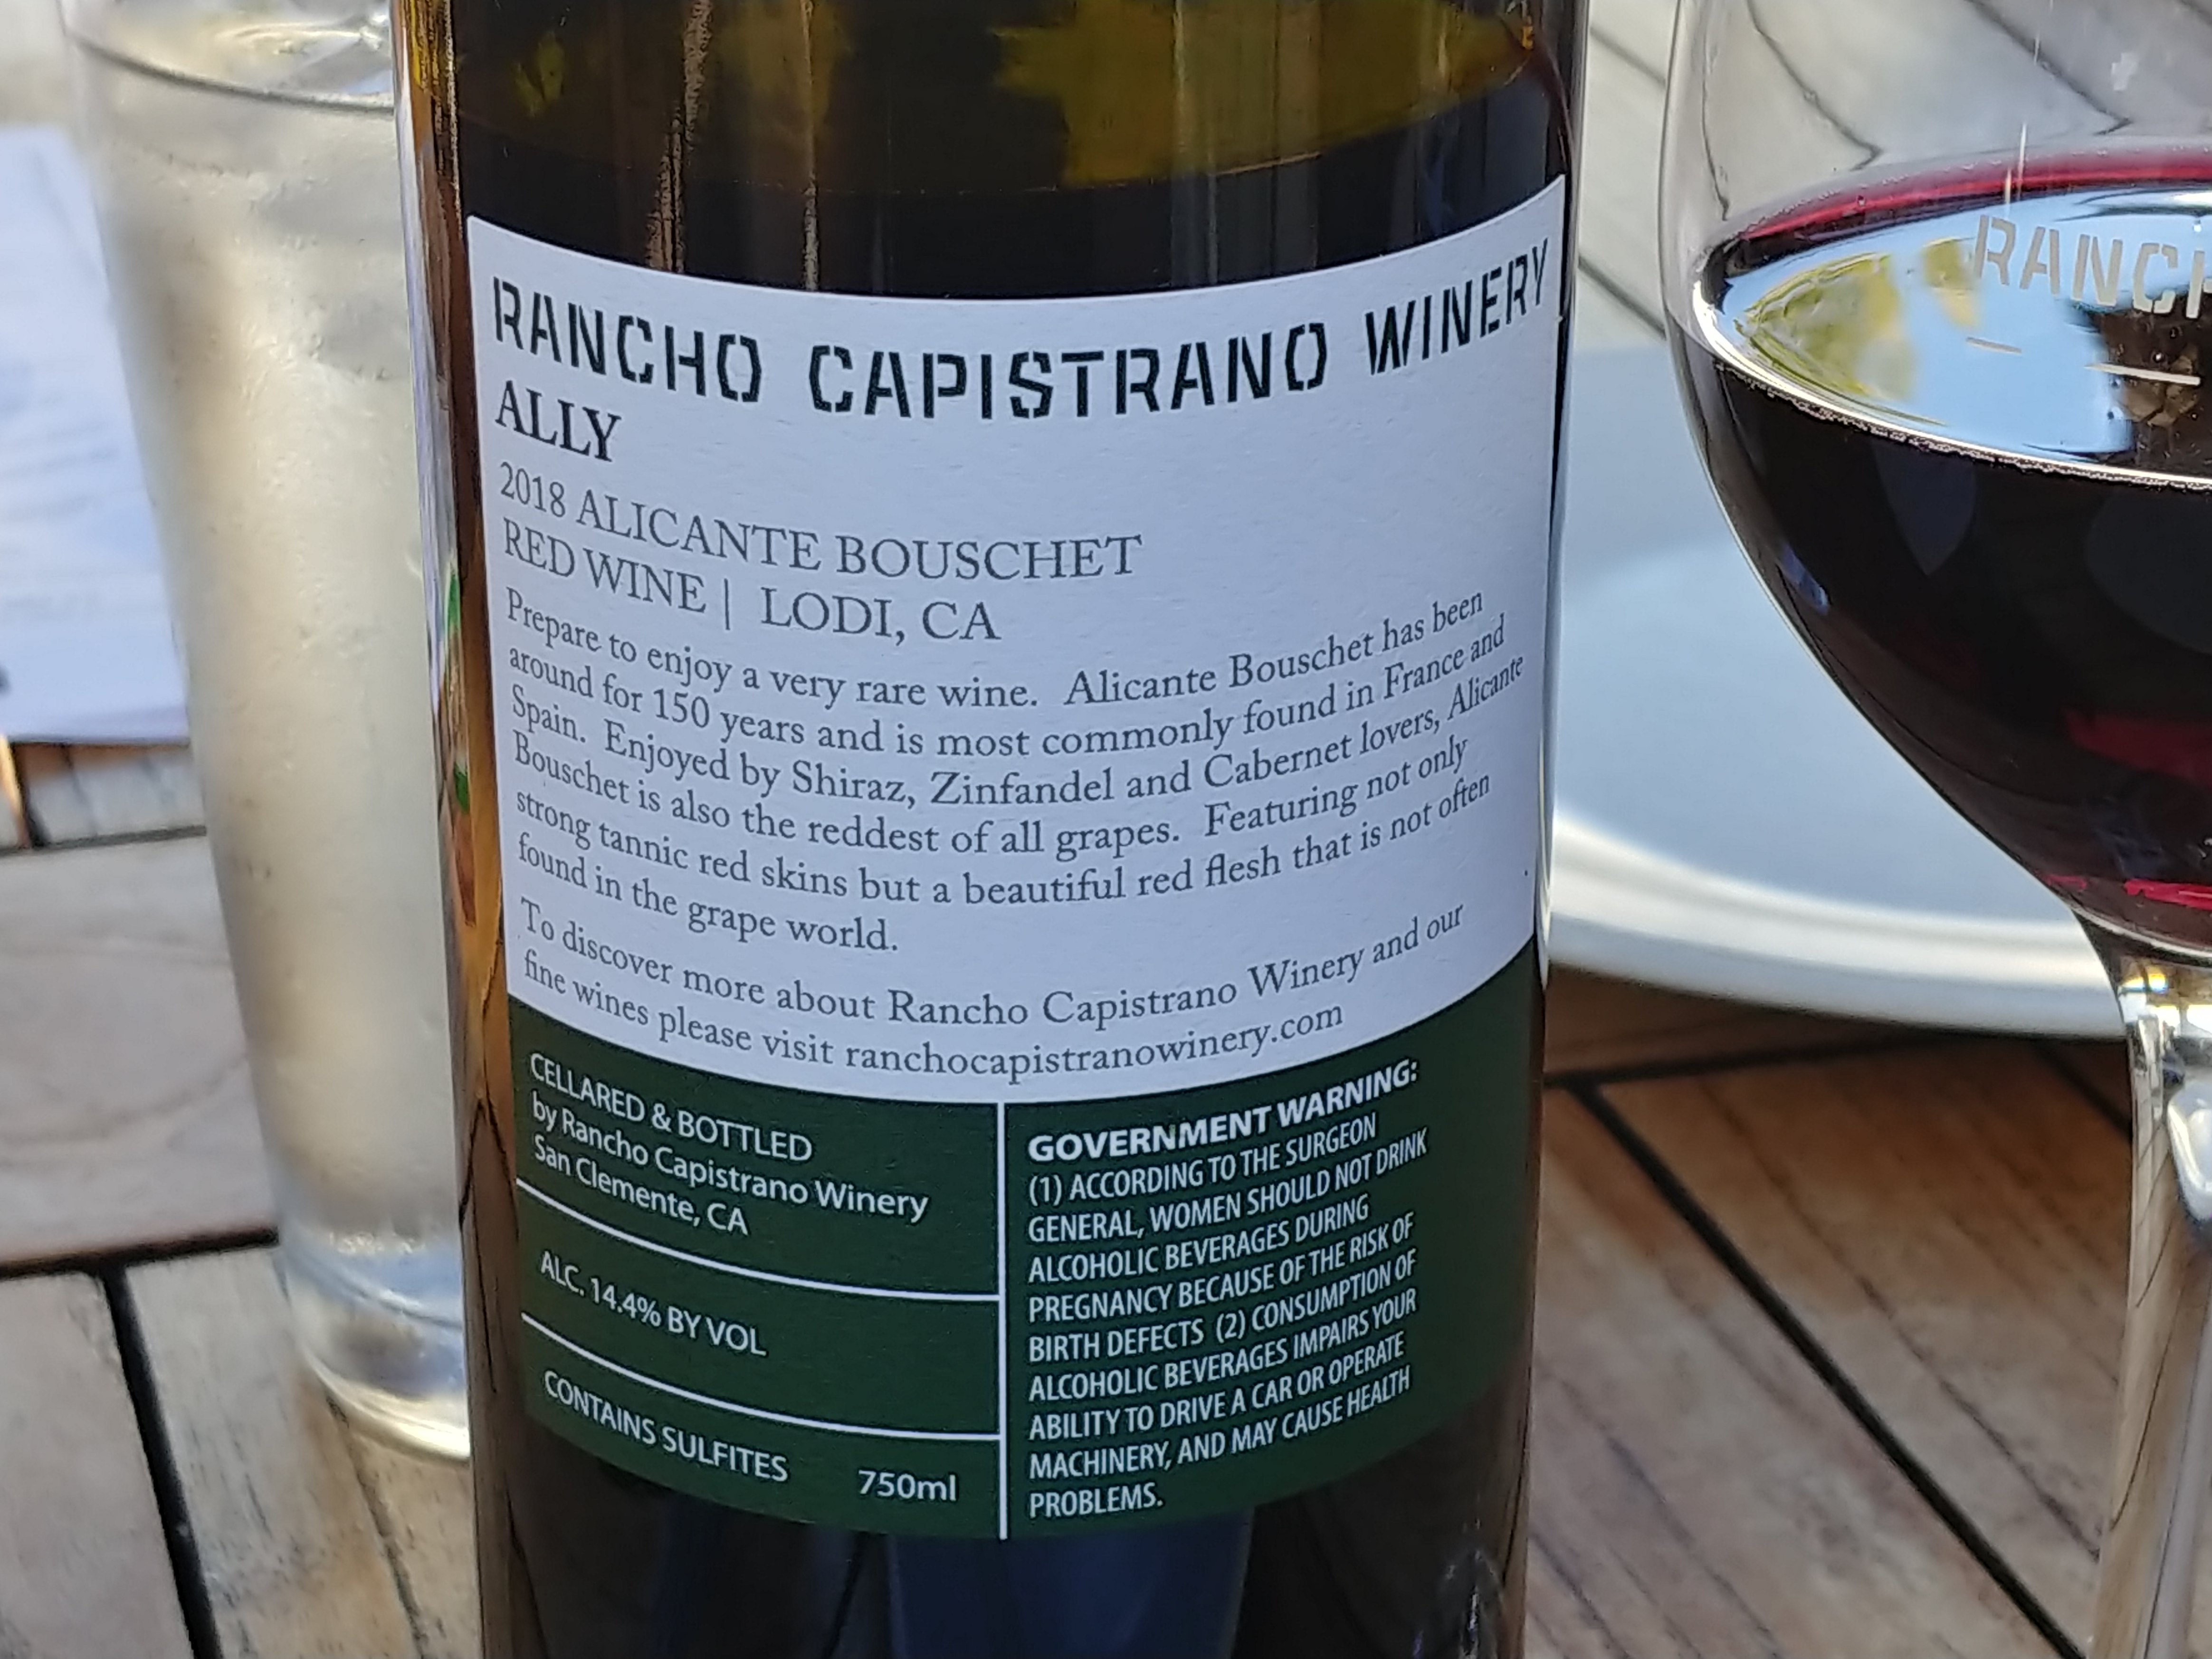 RANCHO CAPISTRANO WINERY
ALLY
2018 ALICANTE BOUSCHET
RED WINE | LODI, CA
Prepare to enjoy a very rare wine. Alicante Bouschet has been
around for 150 years and is most commonly found in France and
Spain. Enjoyed by Shiraz, Zinfandel and Cabernet lovers, Alicante
Bouschet is also the reddest of all grapes. Featuring not only
strong tannic red skins but a beautiful red flesh that is not often
found in the grape world.
To discover more about Rancho Capistrano Winery and our
fine wines please visit ranchocapistranowinery.com
CELLARED & BOTTLED
by Rancho Capistrano Winery
San Clemente, CA
ALC. 14.4% BY VOL
CONTAINS SULFITES 750ml
GOVERNMENT WARNING:
(1) ACCORDING TO THE SURGEON
GENERAL, WOMEN SHOULD NOT DRINK
ALCOHOLIC BEVERAGES DURING
PREGNANCY BECAUSE OF THE RISK OF
BIRTH DEFECTS (2) CONSUMPTION OF
ALCOHOLIC BEVERAGES IMPAIRS YOUR
ABILITY TO DRIVE A CAR OR OPERATE
MACHINERY, AND MAY CAUSE HEALTH
PROBLEMS.
RANCH